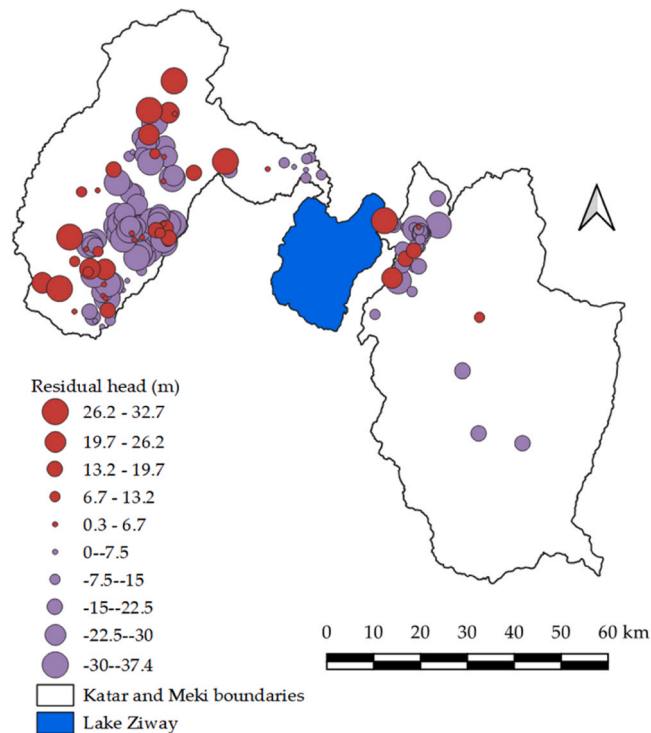 Residual head (m)
26.2 - 32.7
19.7 - 26.2
13.2 - 19.7
6.7 - 13.2
0.3 - 6.7
0--7.5
-7.5--15
-15--22.5
-22.5--30
-30--37.4
Katar and Meki boundaries
Lake Ziway
0 10 20 30 40 50 60 km